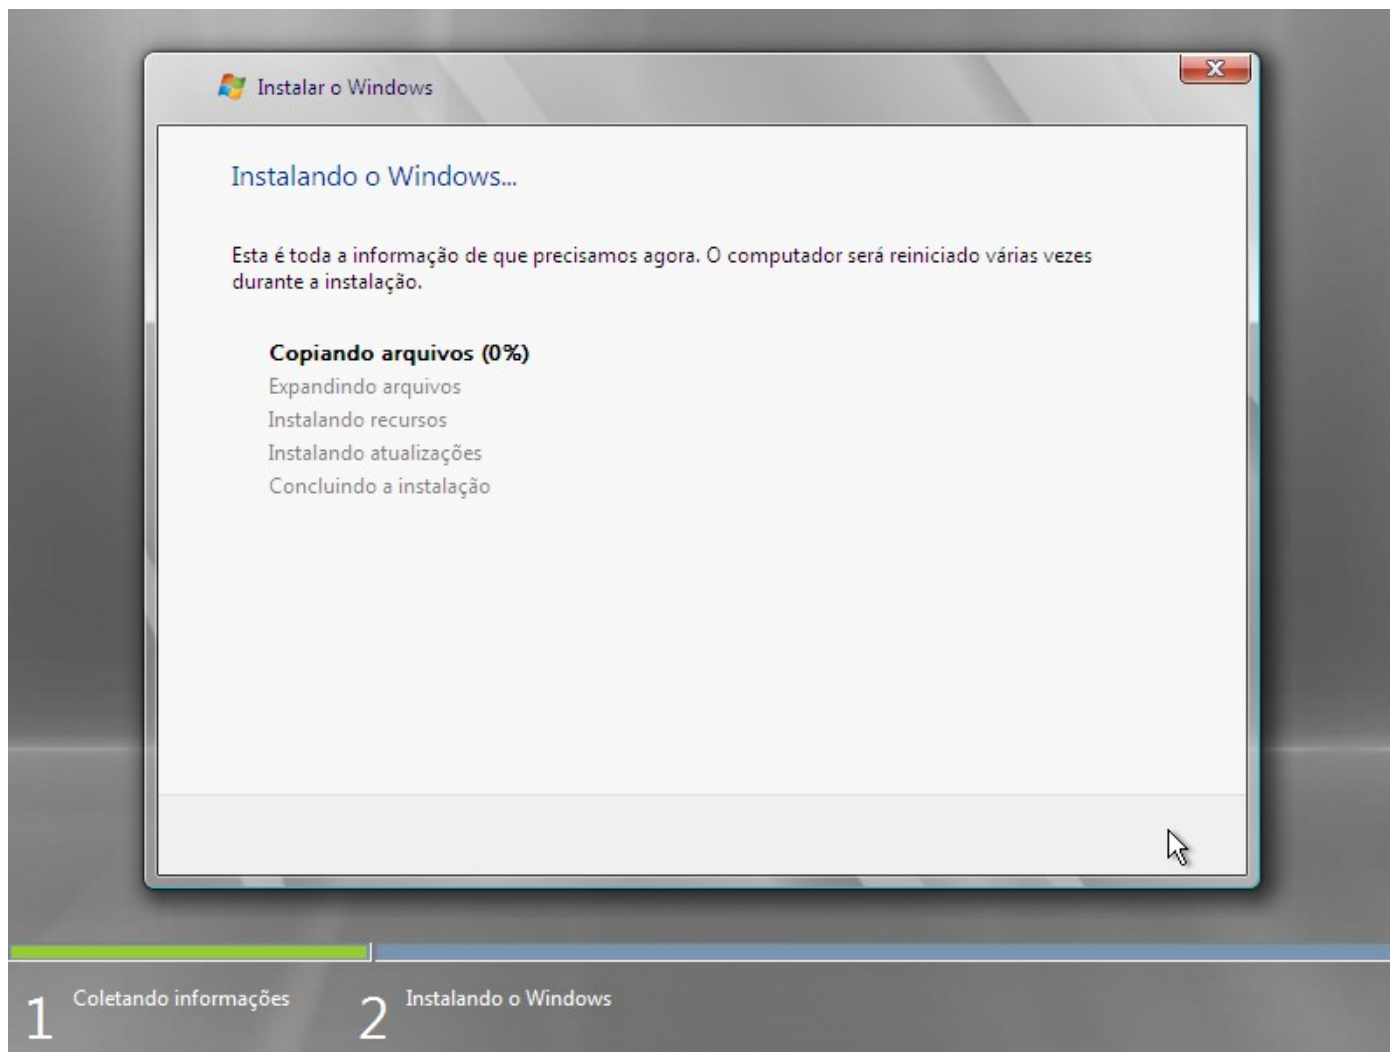 Instalar o Windows
Instalando o Windows...
Esta é toda a informação de que precisamos agora. O computador será reiniciado várias vezes
durante a instalação.
Copiando arquivos (0%)
Expandindo arquivos
Instalando recursos
Instalando atualizações
Concluindo a instalação
1 Coletando informações
2 Instalando o Windows